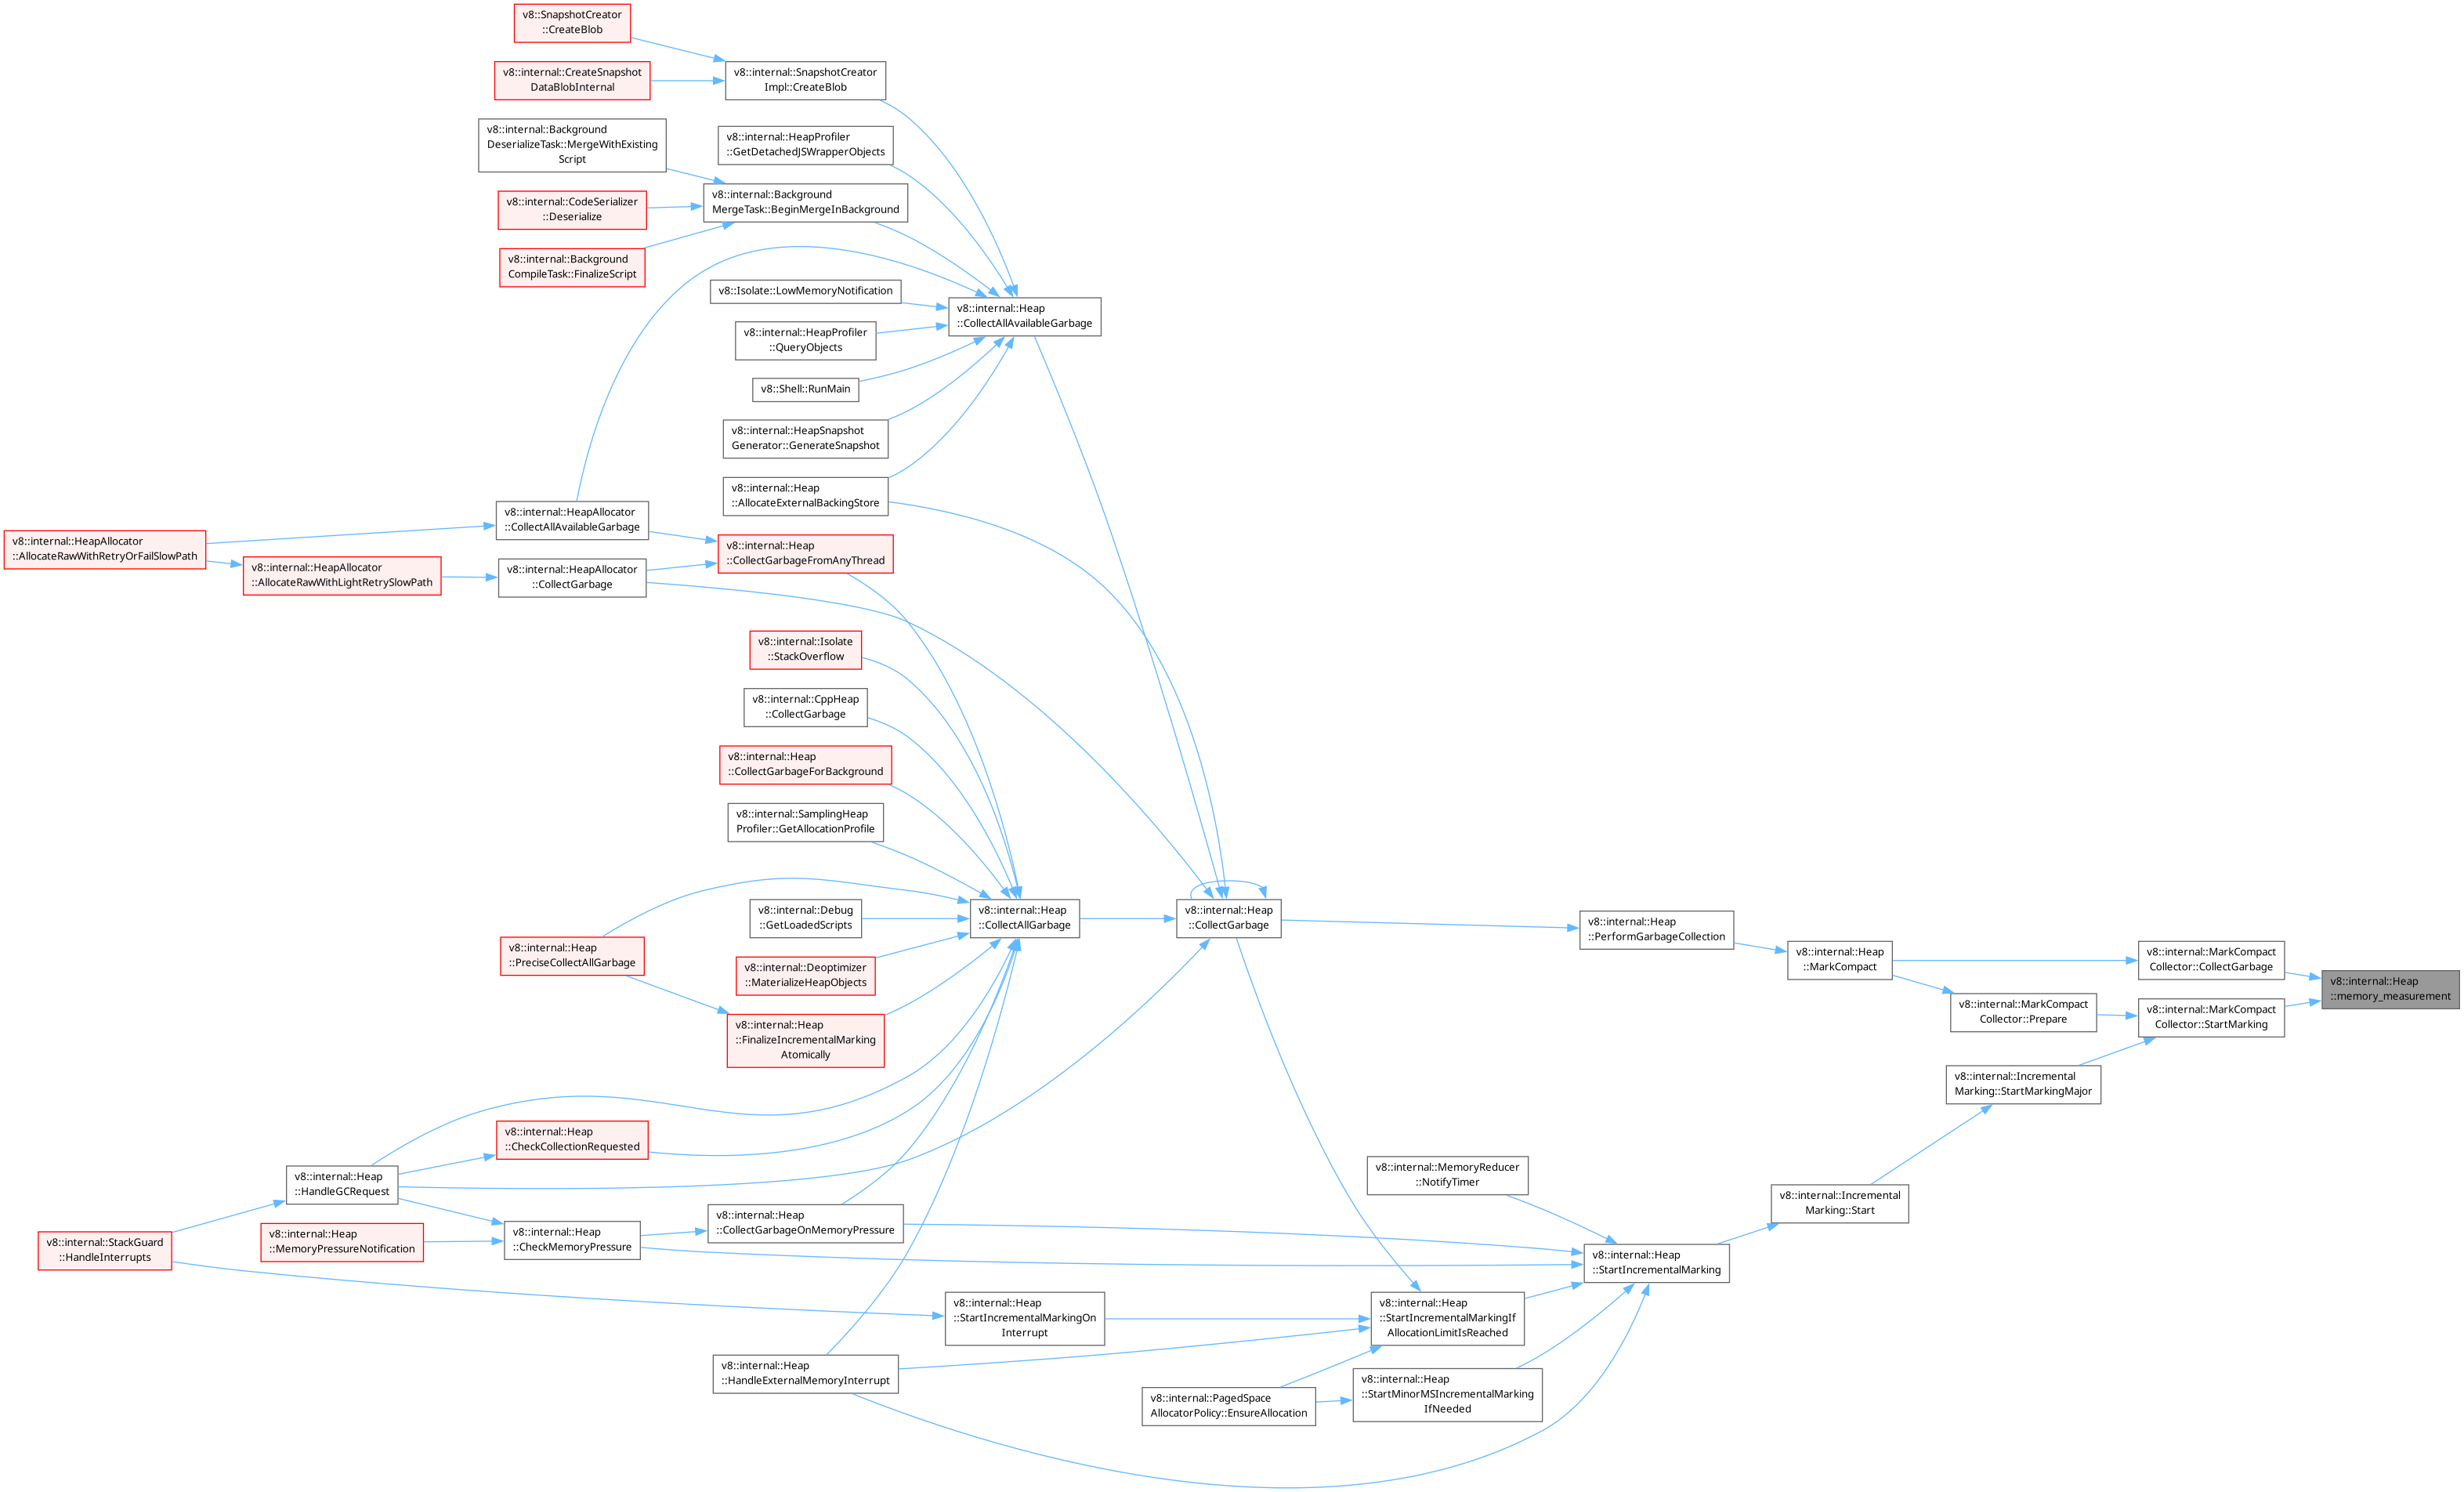 v8::SnapshotCreator
::CreateBlob
v8::internal::CreateSnapshot
DataBlobInternal
v8::internal::SnapshotCreator
Impl::CreateBlob
v8::internal::Background
DeserializeTask::MergeWithExisting
Script
v8::internal::HeapProfiler
::GetDetachedJSWrapperObjects
v8::internal::CodeSerializer
::Deserialize
v8::internal::Background
MergeTask::BeginMergeInBackground
v8::internal::Background
CompileTask::FinalizeScript
v8::Isolate::LowMemoryNotification
v8::internal::Heap
::CollectAllAvailableGarbage
v8::internal::HeapProfiler
::QueryObjects
v8::Shell::RunMain
v8::internal::HeapSnapshot
Generator::GenerateSnapshot
v8::internal::Heap
::AllocateExternalBackingStore
v8::internal::HeapAllocator
::CollectAllAvailableGarbage
v8::internal::HeapAllocator
::AllocateRawWithRetryOrFailSlowPath
v8::internal::HeapAllocator
::AllocateRawWithLightRetrySlowPath
v8::internal::HeapAllocator
::CollectGarbage
v8::internal::Heap
::CollectGarbageFromAnyThread
v8::internal::Isolate
::StackOverflow
v8::internal::CppHeap
::CollectGarbage
v8::internal::Heap
::CollectGarbageForBackground
v8::internal::SamplingHeap
Profiler::GetAllocationProfile
v8::internal::Debug
::GetLoadedScripts
v8::internal::Heap
::CollectAllGarbage
v8::internal::Heap
::CollectGarbage
v8::internal::Heap
::PerformGarbageCollection
v8::internal::Heap
::MarkCompact
v8::internal::MarkCompact
Collector::CollectGarbage
v8::internal::Heap
::memory_measurement
v8::internal::Heap
::PreciseCollectAllGarbage
v8::internal::Deoptimizer
::MaterializeHeapObjects
v8::internal::MarkCompact
Collector::Prepare
v8::internal::MarkCompact
Collector::StartMarking
v8::internal::Heap
::FinalizeIncrementalMarking
Atomically
v8::internal::Incremental
Marking::StartMarkingMajor
v8::internal::Heap
::CheckCollectionRequested
v8::internal::Heap
::HandleGCRequest
v8::internal::MemoryReducer
::NotifyTimer
v8::internal::Incremental
Marking::Start
v8::internal::StackGuard
::HandleInterrupts
v8::internal::Heap
::MemoryPressureNotification
v8::internal::Heap
::CheckMemoryPressure
v8::internal::Heap
::CollectGarbageOnMemoryPressure
v8::internal::Heap
::StartIncrementalMarking
v8::internal::Heap
::StartIncrementalMarkingOn
Interrupt
v8::internal::Heap
::StartIncrementalMarkingIf
AllocationLimitIsReached
v8::internal::Heap
::HandleExternalMemoryInterrupt
v8::internal::PagedSpace
AllocatorPolicy::EnsureAllocation
v8::internal::Heap
::StartMinorMSIncrementalMarking
IfNeeded